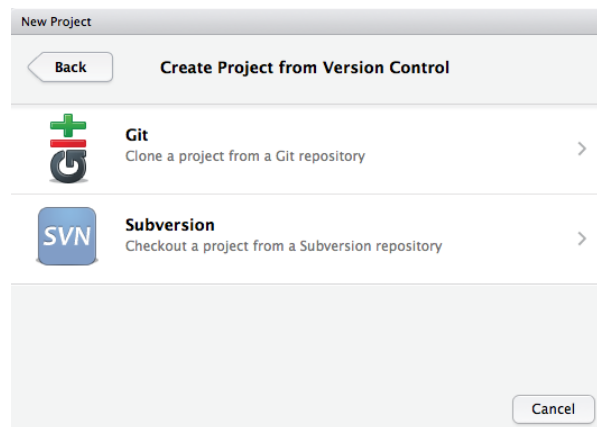 New Project
Back
Create Project from Version Control
git
Git
Clone a project from a Git repository
SVN
Subversion
Checkout a project from a Subversion repository
Cancel